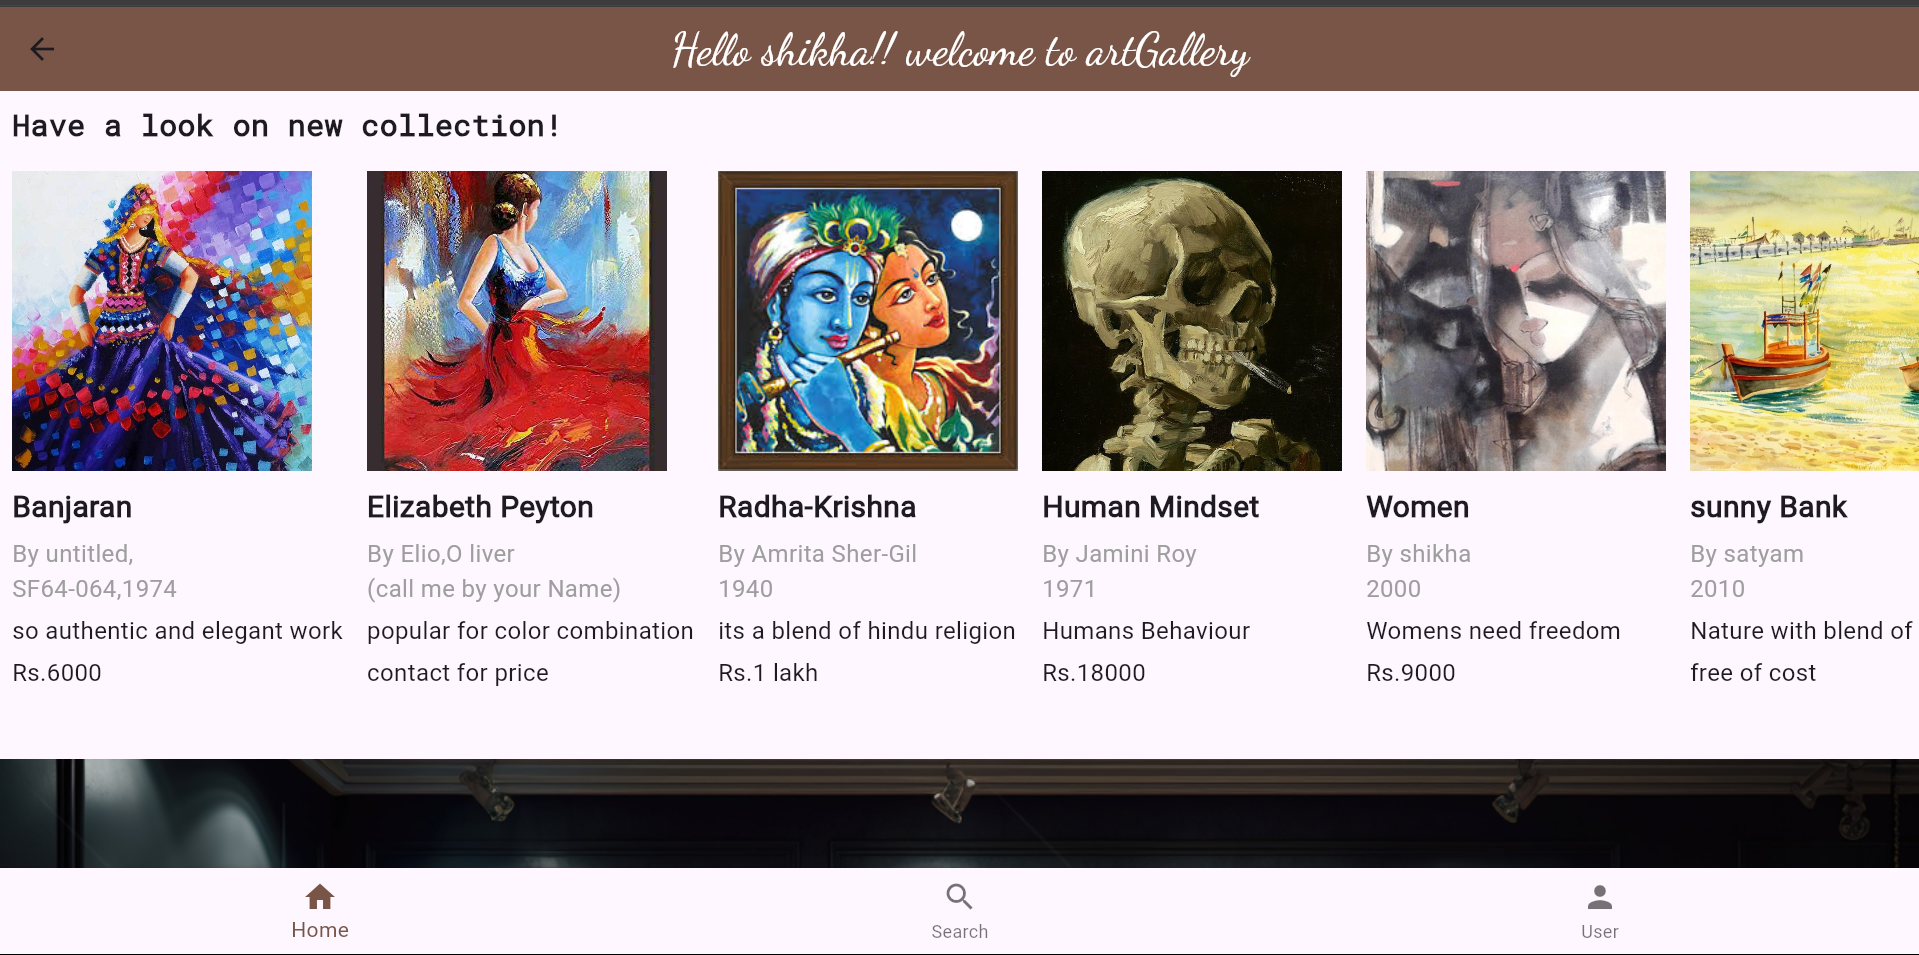 Hello shikha!! welcome to artGallery
Have a look on new collection!
Banjaran
By untitled,
SF64-064,1974
so authentic and elegant work
Rs.6000
Elizabeth Peyton
By Elio,O liver
(call me by your Name)
popular for color combination
contact for price
Radha-Krishna
By Amrita Sher-Gil
1940
its a blend of hindu religion
Rs.1 lakh
Human Mindset
By Jamini Roy
1971
Humans Behaviour
Rs.18000
Women
By shikha
2000
Womens need freedom
Rs.9000
sunny Bank
By satyam
2010
Nature with blend of
free of cost
Home
Search
User